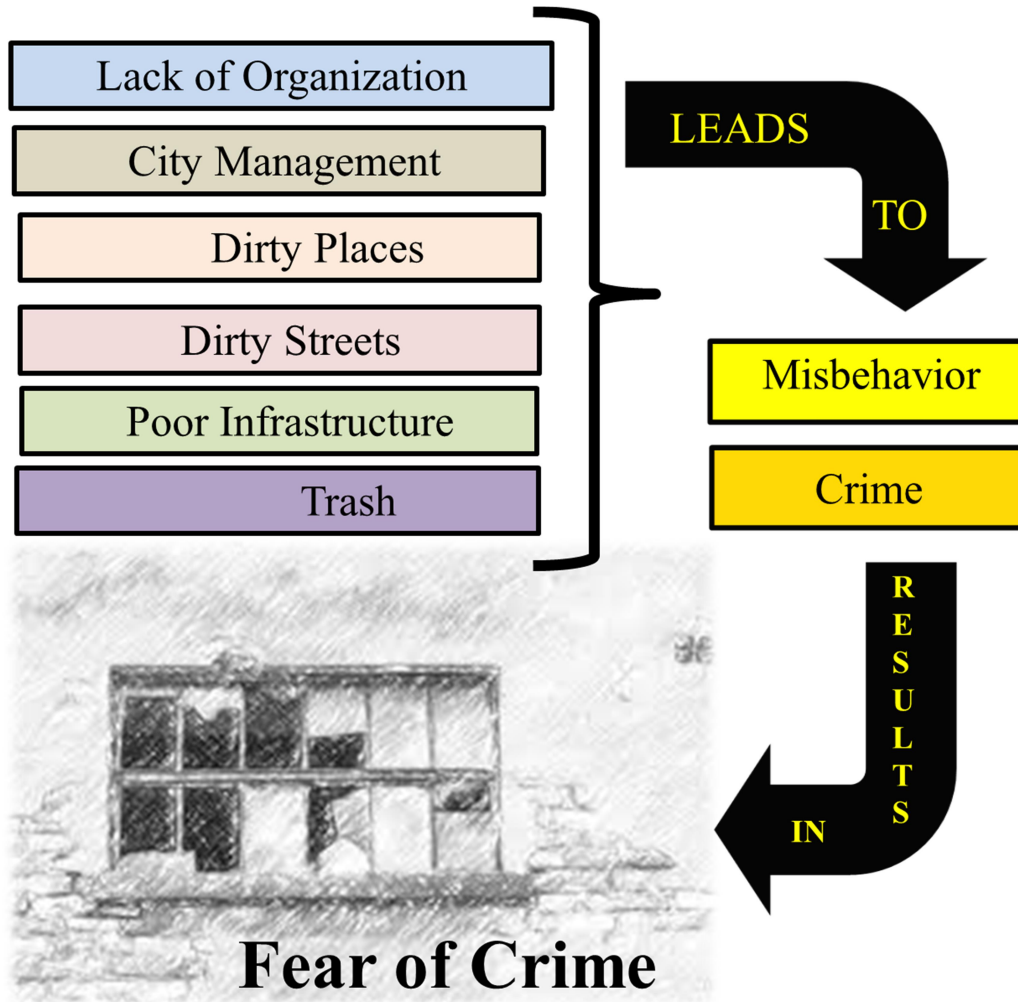 Lack of Organization
City Management
Dirty Places
Dirty Streets
Poor Infrastructure
Trash
LEADS
TO
Misbehavior
Crime
RESULTS
IN
Fear of Crime